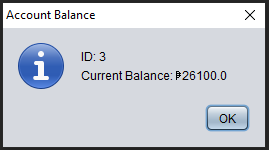 Account Balance
ID: 3
Current Balance: ₱26100.0
OK